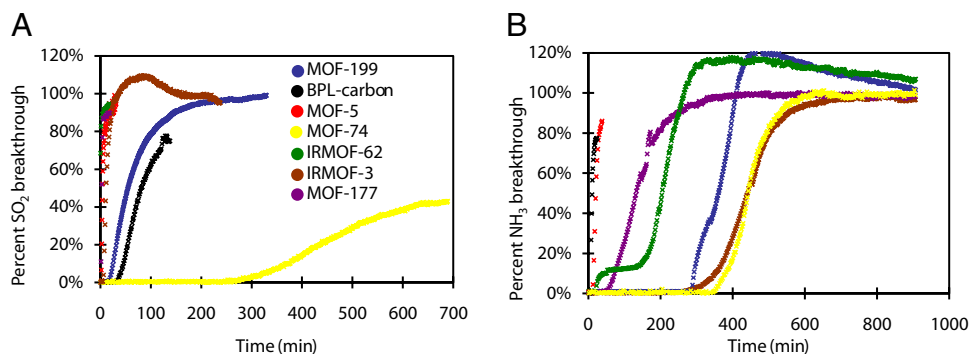 A
B
Percent SO2 breakthrough
120%
100%
80%
60%
40%
20%
0%
MOF-199
BPL-carbon
MOF-5
MOF-74
IRMOF-62
IRMOF-3
MOF-177
0 100 200 300 400 500 600 700
Time (min)
Percent NH3 breakthrough
120%
100%
80%
60%
40%
20%
0%
0 200 400 600 800 1000
Time (min)